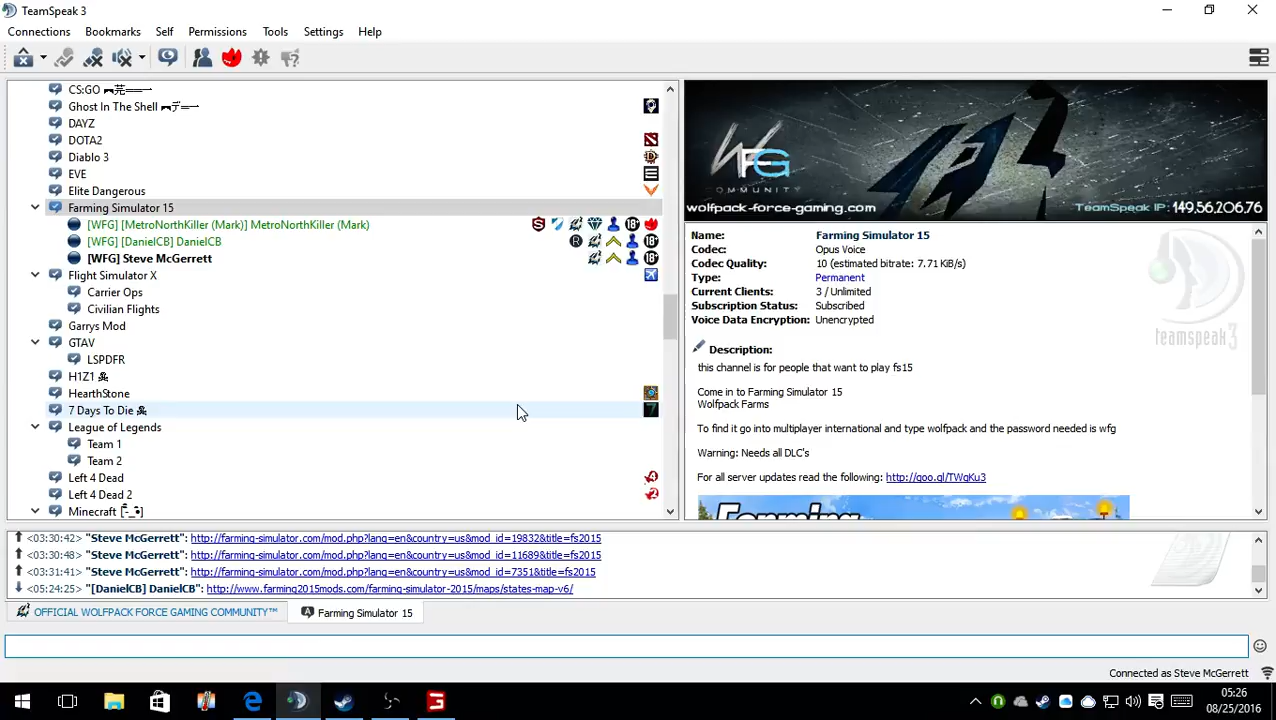 TeamSpeak 3
Connections Bookmarks Self Permissions Tools Settings Help
CS:GO
Ghost In The Shell
DAYZ
DOTA2
Diablo 3
EVE
Elite Dangerous
Farming Simulator 15
[WFG] [MetroNorthKiller (Mark)] MetroNorthKiller (Mark)
[WFG] [DanielCB] DanielCB
[WFG] Steve McGerrett
Flight Simulator X
Carrier Ops
Civilian Flights
Garrys Mod
GTAV
LSPDFR
H1Z1
HearthStone
7 Days To Die
League of Legends
Team 1
Team 2
Left 4 Dead
Left 4 Dead 2
Minecraft
WFG
COMMUNITY
wolfpack-force-gaming.com
TeamSpeak IP: 149.56.206.76
Name: Farming Simulator 15
Codec: Opus Voice
Codec Quality: 10 (estimated bitrate: 7.71 KiB/s)
Type: Permanent
Current Clients: 3 / Unlimited
Subscription Status: Subscribed
Voice Data Encryption: Unencrypted
teamspeak3
Description:
this channel is for people that want to play fs15
Come in to Farming Simulator 15
Wolfpack Farms
To find it go into multiplayer international and type wolfpack and the password needed is wfg
Warning: Needs all DLC's
For all server updates read the following: http://goo.gl/TWgKu3
Farming
<03:30:42> "Steve McGerrett": http://farming-simulator.com/mod.php?lang=en&country=us&mod_id=19832&title=fs2015
<03:30:48> "Steve McGerrett": http://farming-simulator.com/mod.php?lang=en&country=us&mod_id=11689&title=fs2015
<03:31:41> "Steve McGerrett": http://farming-simulator.com/mod.php?lang=en&country=us&mod_id=7351&title=fs2015
<05:24:25> "[DanielCB] DanielCB": http://www.farming2015mods.com/farming-simulator-2015/maps/states-map-v6/
OFFICIAL WOLFPACK FORCE GAMING COMMUNITY™ Farming Simulator 15
Connected as Steve McGerrett
05:26
08/25/2016